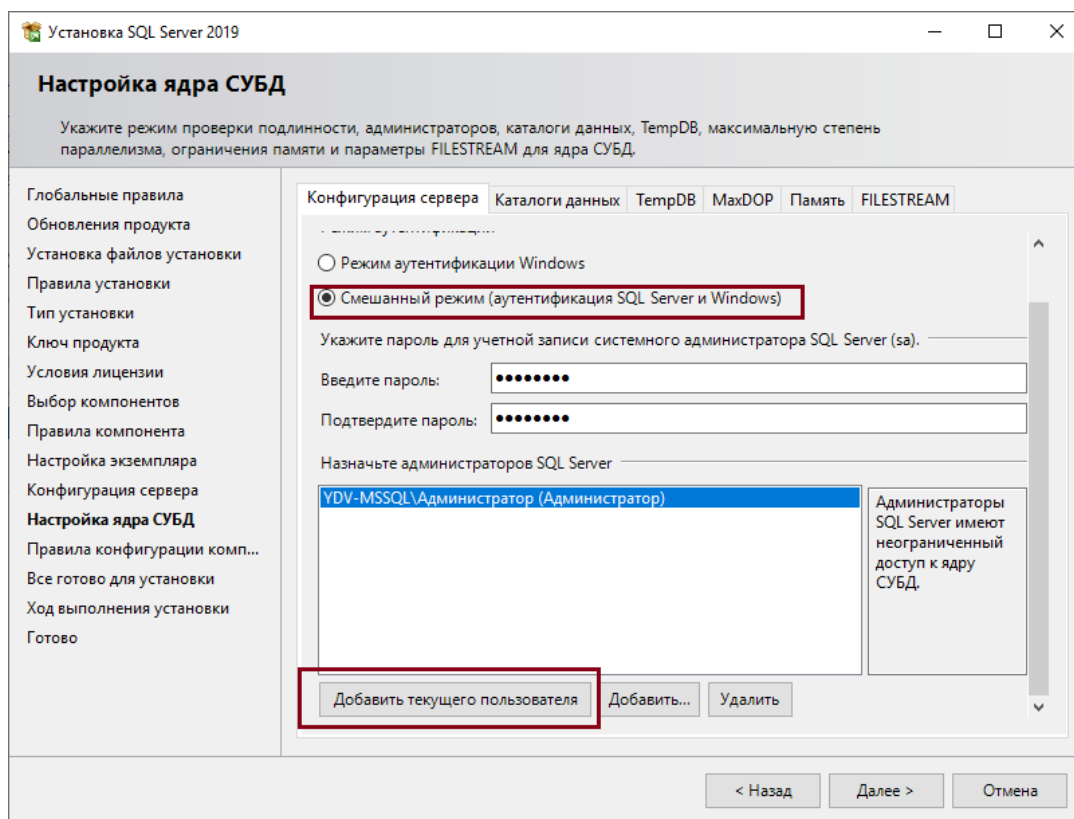 Установка SQL Server 2019
Настройка ядра СУБД
Укажите режим проверки подлинности, администраторов, каталоги данных, TempDB, максимальную степень
параллелизма, ограничения памяти и параметры FILESTREAM для ядра СУБД.
Глобальные правила
Обновления продукта
Установка файлов установки
Правила установки
Тип установки
Ключ продукта
Условия лицензии
Выбор компонентов
Правила компонента
Настройка экземпляра
Конфигурация сервера
Настройка ядра СУБД
Правила конфигурации комп...
Все готово для установки
Ход выполнения установки
Готово
Конфигурация сервера Каталоги данных TempDB MaxDOP Память FILESTREAM
Режим аутентификации Windows
Смешанный режим (аутентификация SQL Server и Windows)
Укажите пароль для учетной записи системного администратора SQL Server (sa).
Введите пароль: ●●●●●●●●
Подтвердите пароль: ●●●●●●●●
Назначьте администраторов SQL Server
YDV-MSSQL\Администратор (Администратор)
Администраторы
SQL Server имеют
неограниченный
доступ к ядру
СУБД.
Добавить текущего пользователя Добавить... Удалить
< Назад Далее > Отмена